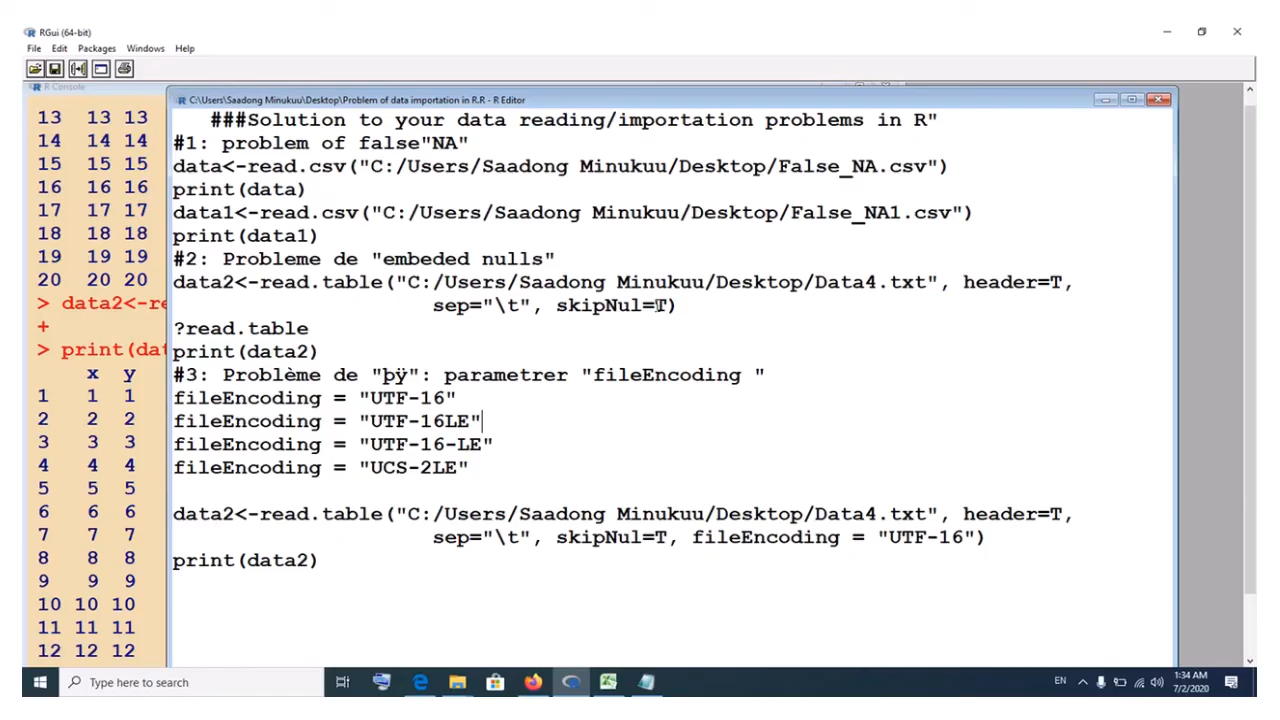 RGui (64-bit)
File Edit Packages Windows Help
R Console
13 13 13
14 14 14
15 15 15
16 16 16
17 17 17
18 18 18
19 19 19
20 20 20
> data2<-re
+
> print(dat
x y
1 1 1
2 2 2
3 3 3
4 4 4
5 5 5
6 6 6
7 7 7
8 8 8
9 9 9
10 10 10
11 11 11
12 12 12
C:\Users\Saadong Minukuu\Desktop\Problem of data importation in R.R - R Editor
###Solution to your data reading/importation problems in R"
#1: problem of false"NA"
data<-read.csv("C:/Users/Saadong Minukuu/Desktop/False_NA.csv")
print(data)
data1<-read.csv("C:/Users/Saadong Minukuu/Desktop/False_NA1.csv")
print(data1)
#2: Probleme de "embeded nulls"
data2<-read.table("C:/Users/Saadong Minukuu/Desktop/Data4.txt", header=T,
sep="\t", skipNul=T)
?read.table
print(data2)
#3: Problème de "þÿ": parametrer "fileEncoding "
fileEncoding = "UTF-16"
fileEncoding = "UTF-16LE"
fileEncoding = "UTF-16-LE"
fileEncoding = "UCS-2LE"
data2<-read.table("C:/Users/Saadong Minukuu/Desktop/Data4.txt", header=T,
sep="\t", skipNul=T, fileEncoding = "UTF-16")
print(data2)
Type here to search
EN
1:34 AM
7/2/2020